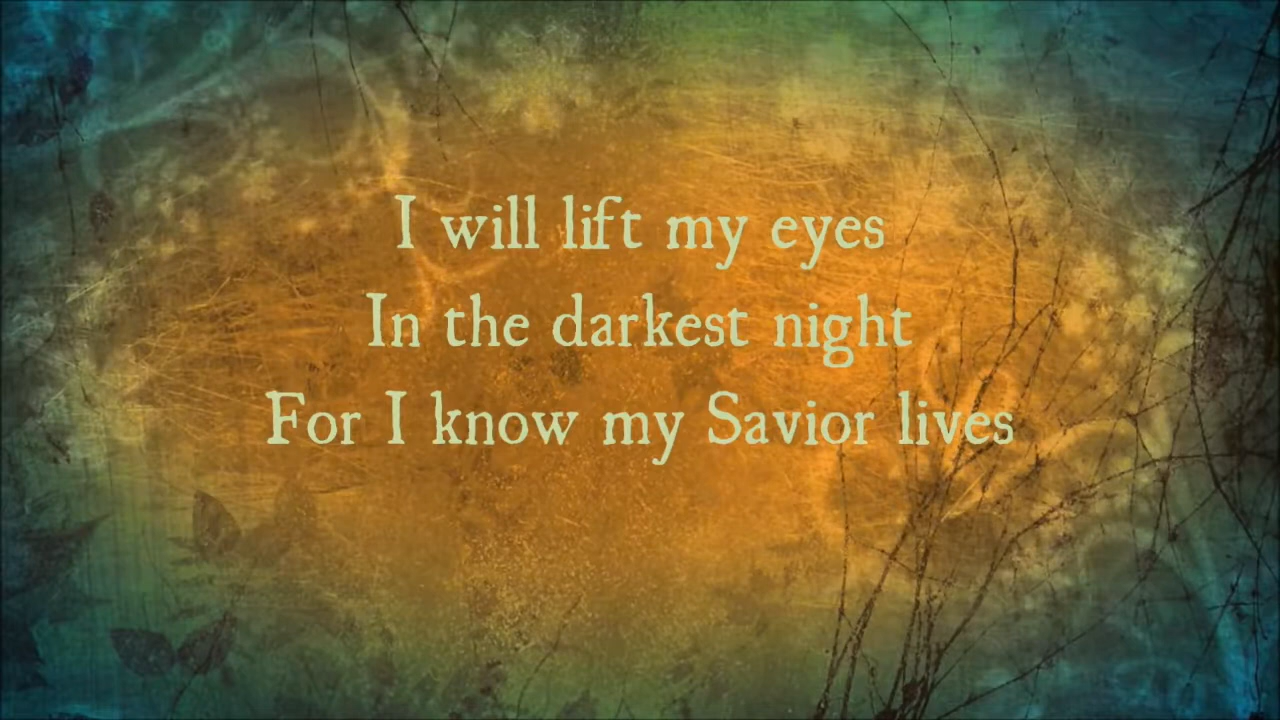 I will lift my eyes
In the darkest night
For I know my Savior lives